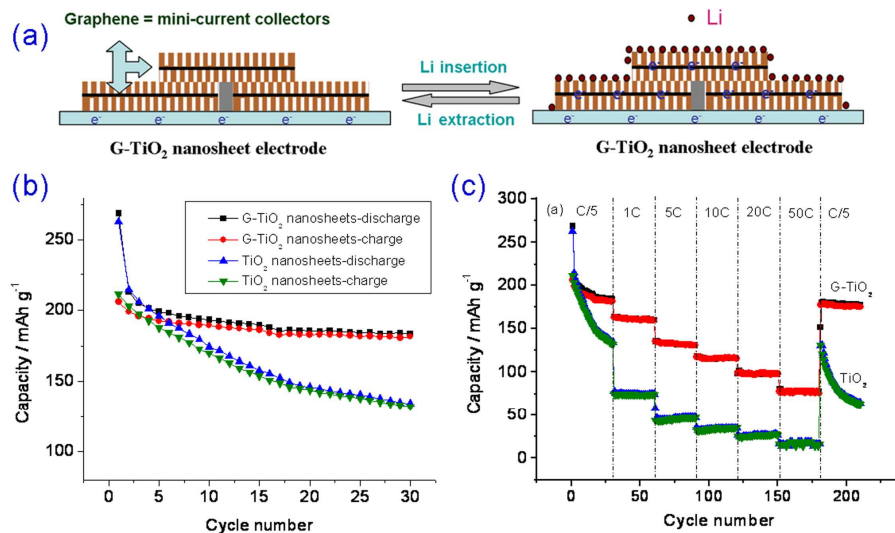 (a)
Graphene = mini-current collectors
Li
Li insertion
Li extraction
e⁻ e⁻ e⁻
e⁻ e⁻ e⁻ e⁻ e⁻ e⁻
e⁻ e⁻ e⁻ e⁻ e⁻
e⁻ e⁻ e⁻ e⁻ e⁻
G-TiO₂ nanosheet electrode
G-TiO₂ nanosheet electrode
(b)
G-TiO₂ nanosheets-discharge
G-TiO₂ nanosheets-charge
TiO₂ nanosheets-discharge
TiO₂ nanosheets-charge
Capacity / mAh g⁻¹
250
200
150
100
0 5 10 15 20 25 30
Cycle number
(c)
(a) C/5 1C 5C 10C 20C 50C C/5
G-TiO₂
TiO₂
Capacity / mAh g⁻¹
300
250
200
150
100
50
0
0 50 100 150 200
Cycle number